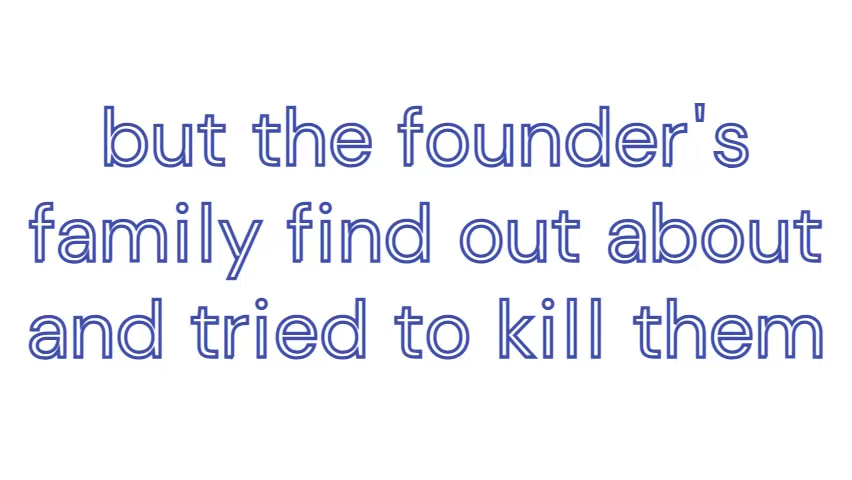 but the founder's
family find out about
and tried to kill them